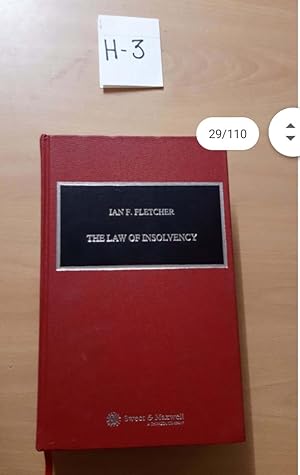 H-3
29/110
IAN F. FLETCHER
THE LAW OF INSOLVENCY
Sweet & Maxwell